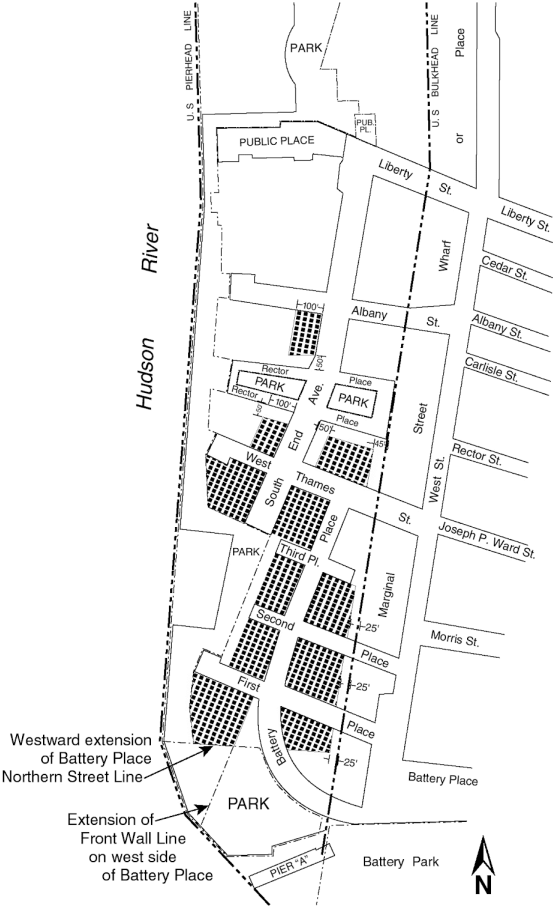 U.S PIERHEAD LINE
PARK
U.S BULKHEAD LINE
Place
or
Wharf
Street
Marginal
PUB.
PL.
PUBLIC PLACE
Liberty St.
Liberty St.
Cedar St.
Hudson River
100'
Albany St.
Albany St.
Carlisle St.
50'
Rector Place
PARK
PARK
Rector Place
50'
100'
50'
45'
South End Ave.
West Thames St.
West St.
Rector St.
Joseph P. Ward St.
Battery Place
PARK
Third Pl.
25'
Second Place
Morris St.
25'
First Place
25'
Battery Place
Westward extension
of Battery Place
Northern Street Line
PARK
Extension of
Front Wall Line
on west side
of Battery Place
PIER "A"
Battery Park
N